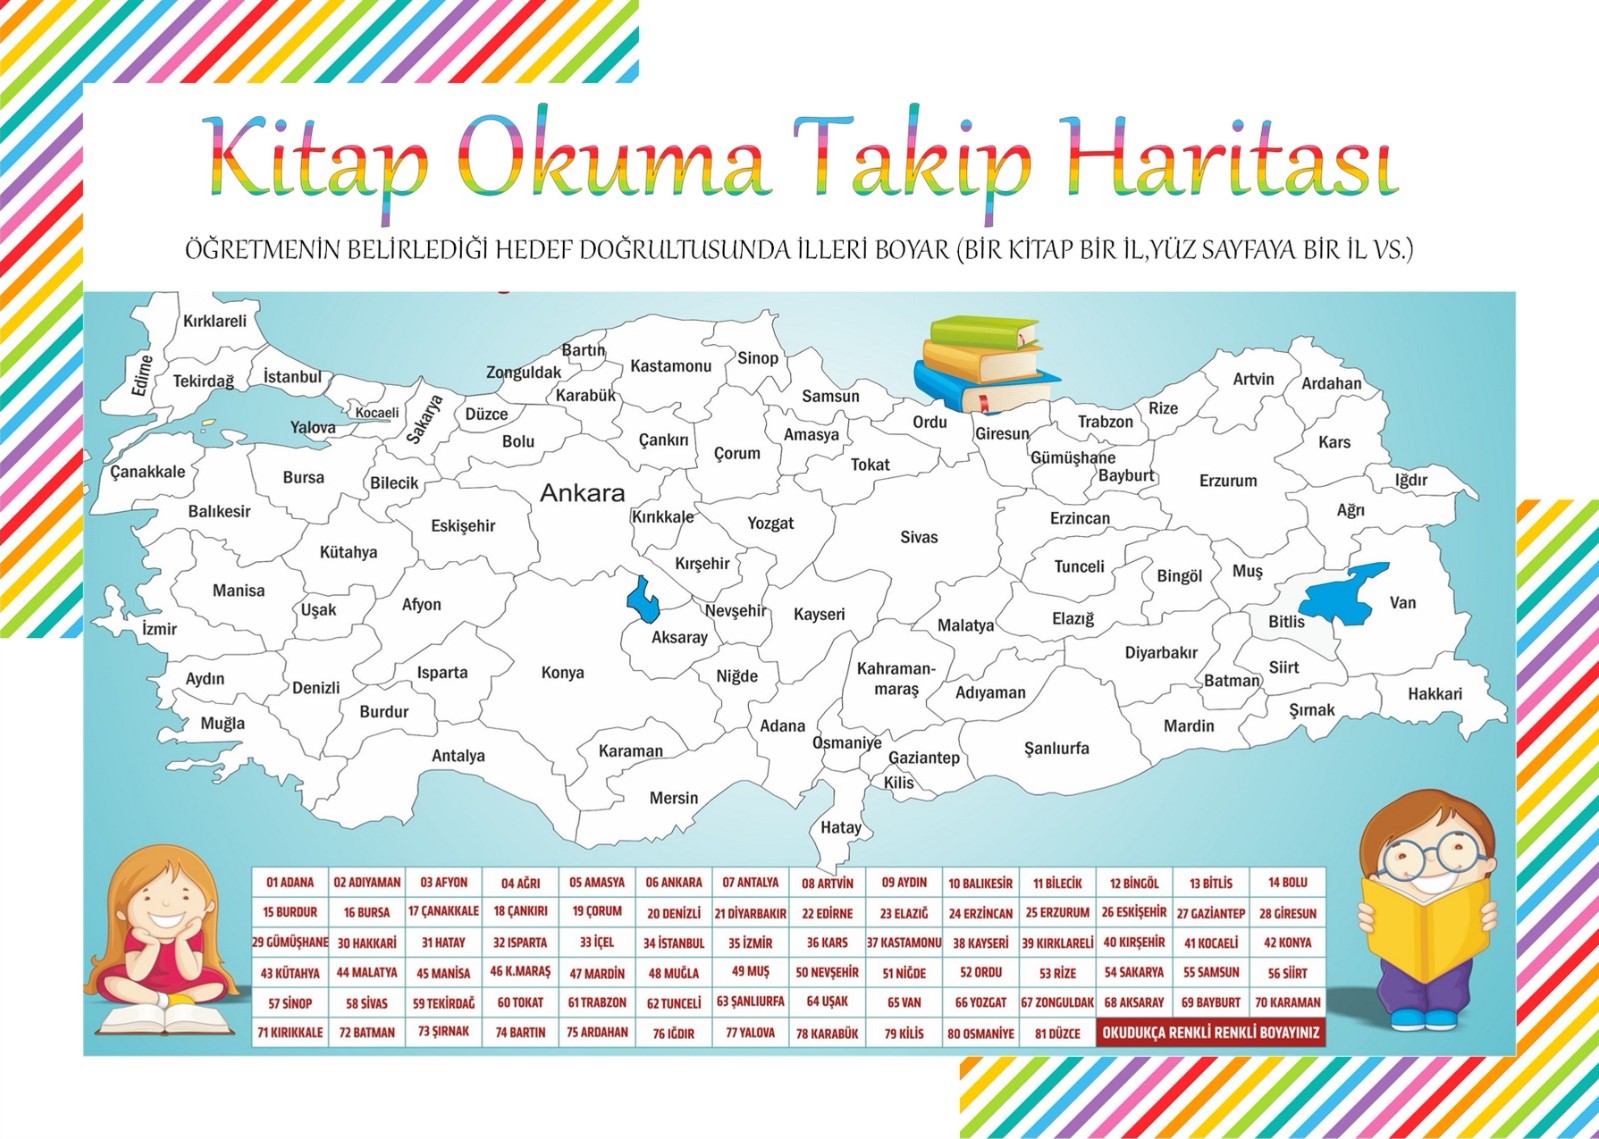 Kitap Okuma Takip Haritası
ÖĞRETMENİN BELİRLEDİĞİ HEDEF DOĞRULTUSUNDA İLLERİ BOYAR (BİR KİTAP BİR İL,YÜZ SAYFAYA BİR İL VS.)
Kırklareli
Edirne
Tekirdağ
İstanbul
Kocaeli
Yalova
Sakarya
Düzce
Zonguldak
Bartın
Karabük
Kastamonu
Sinop
Samsun
Bolu
Çankırı
Çorum
Amasya
Tokat
Ordu
Giresun
Trabzon
Rize
Artvin
Ardahan
Gümüşhane
Bayburt
Erzurum
Kars
Iğdır
Ağrı
Çanakkale
Balıkesir
Bursa
Bilecik
Eskişehir
Kütahya
Ankara
Kırıkkale
Yozgat
Sivas
Erzincan
Tunceli
Bingöl
Muş
Bitlis
Van
Kırşehir
Manisa
Uşak
Afyon
İzmir
Aydın
Denizli
Muğla
Burdur
Isparta
Antalya
Konya
Aksaray
Nevşehir
Kayseri
Niğde
Malatya
Elazığ
Diyarbakır
Kahraman-
maraş
Adıyaman
Batman
Siirt
Şırnak
Hakkari
Mardin
Şanlıurfa
Karaman
Mersin
Adana
Osmaniye
Gaziantep
Kilis
Hatay
01 ADANA 02 ADIYAMAN 03 AFYON 04 AĞRI 05 AMASYA 06 ANKARA 07 ANTALYA 08 ARTVİN 09 AYDIN 10 BALIKESİR 11 BİLECİK 12 BİNGÖL 13 BİTLİS 14 BOLU
15 BURDUR 16 BURSA 17 ÇANAKKALE 18 ÇANKIRI 19 ÇORUM 20 DENİZLİ 21 DİYARBAKIR 22 EDİRNE 23 ELAZIĞ 24 ERZİNCAN 25 ERZURUM 26 ESKİŞEHİR 27 GAZİANTEP 28 GİRESUN
29 GÜMÜŞHANE 30 HAKKARİ 31 HATAY 32 ISPARTA 33 İÇEL 34 İSTANBUL 35 İZMİR 36 KARS 37 KASTAMONU 38 KAYSERİ 39 KIRKLARELİ 40 KIRŞEHİR 41 KOCAELİ 42 KONYA
43 KÜTAHYA 44 MALATYA 45 MANİSA 46 K.MARAŞ 47 MARDİN 48 MUĞLA 49 MUŞ 50 NEVŞEHİR 51 NİĞDE 52 ORDU 53 RİZE 54 SAKARYA 55 SAMSUN 56 SİİRT
57 SİNOP 58 SİVAS 59 TEKİRDAĞ 60 TOKAT 61 TRABZON 62 TUNCELİ 63 ŞANLIURFA 64 UŞAK 65 VAN 66 YOZGAT 67 ZONGULDAK 68 AKSARAY 69 BAYBURT 70 KARAMAN
71 KIRIKKALE 72 BATMAN 73 ŞIRNAK 74 BARTIN 75 ARDAHAN 76 IĞDIR 77 YALOVA 78 KARABÜK 79 KİLİS 80 OSMANİYE 81 DÜZCE OKUDUKÇA RENKLİ RENKLİ BOYAYINIZ